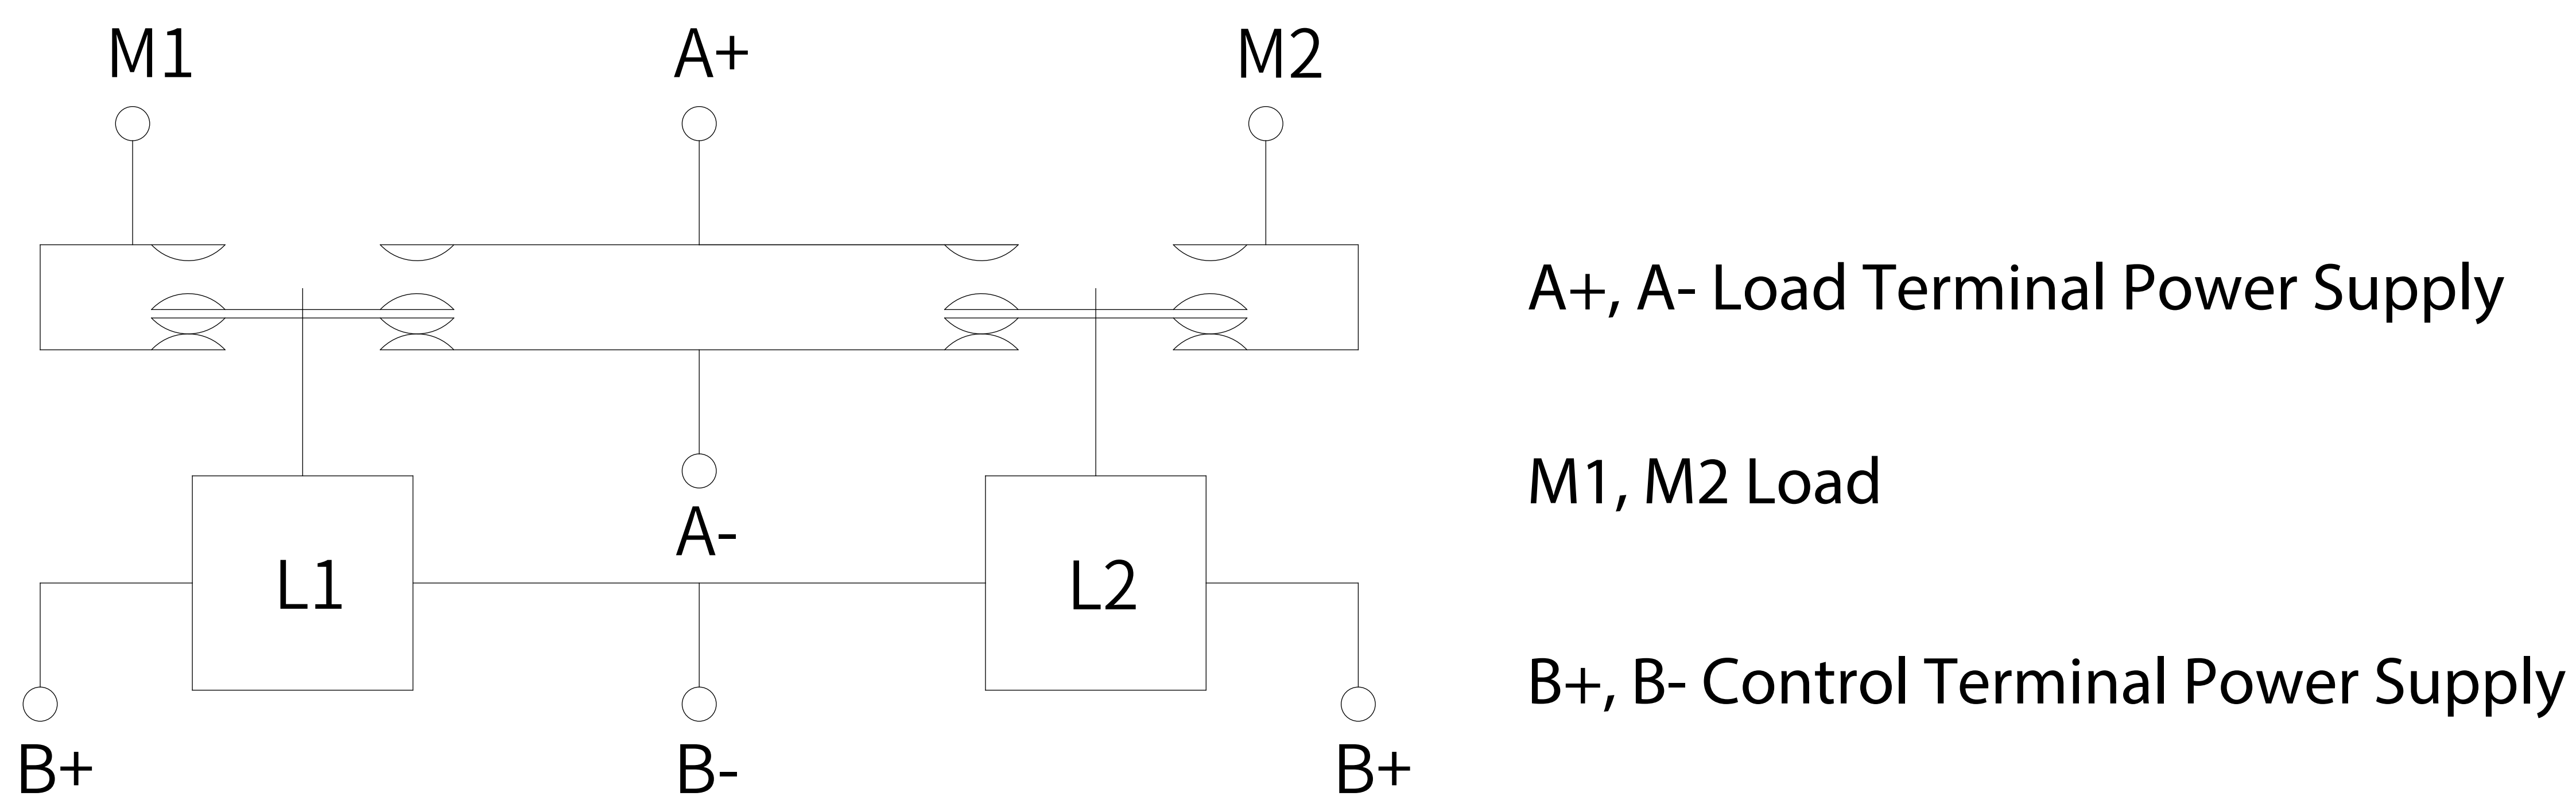 M1 A+ M2
A+, A- Load Terminal Power Supply
M1, M2 Load
A-
L1 L2
B+, B- Control Terminal Power Supply
B+ B- B+